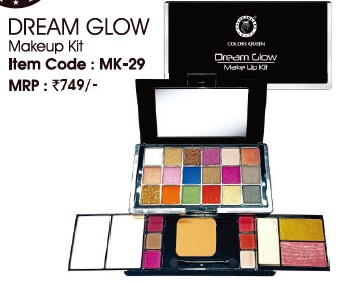 DREAM GLOW
Makeup Kit
Item Code : MK-29
MRP : ₹749/-
COLORS QUEEN
Dream Glow
Make Up Kit